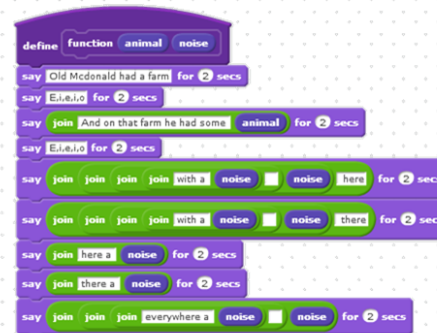 define function animal noise
say Old Mcdonald had a farm for 2 secs
say E,i,e,i,o for 2 secs
say join And on that farm he had some animal for 2 secs
say E,i,e,i,o for 2 secs
say join join join join with a noise noise here for 2 sec
say join join join join with a noise noise there for 2 sec
say join here a noise for 2 secs
say join there a noise for 2 secs
say join join join everywhere a noise noise for 2 secs